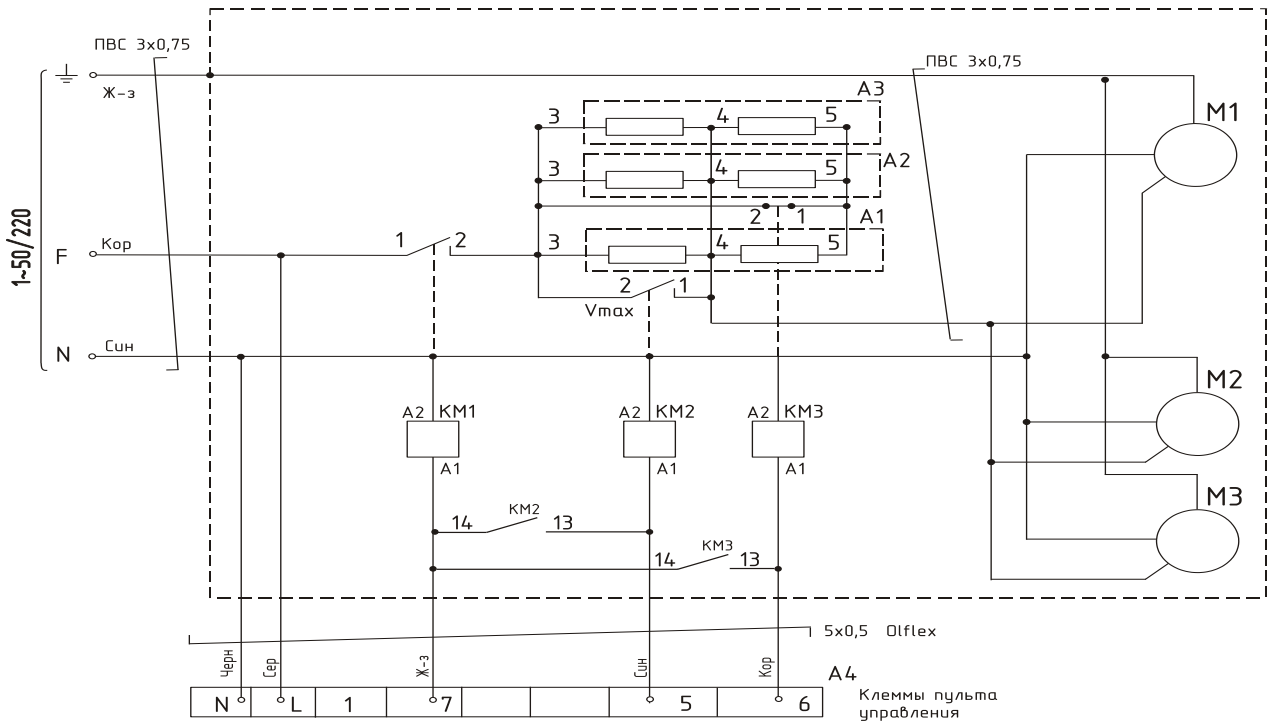 ПВС 3х0,75
ПВС 3х0,75
Ж-з
A3
3
4
5
M1
3
4
5
A2
2
1
A1
1~50/220
F
Кор
1
2
3
4
5
2
1
Vmax
N
Син
M2
A2 KM1
A2 KM2
A2 KM3
A1
A1
A1
M3
KM2
14
13
KM3
14
13
5х0,5 Olflex
Черн
Сер
Ж-з
Син
Кор
A4
N
L
1
7
5
6
Клеммы пульта
управления